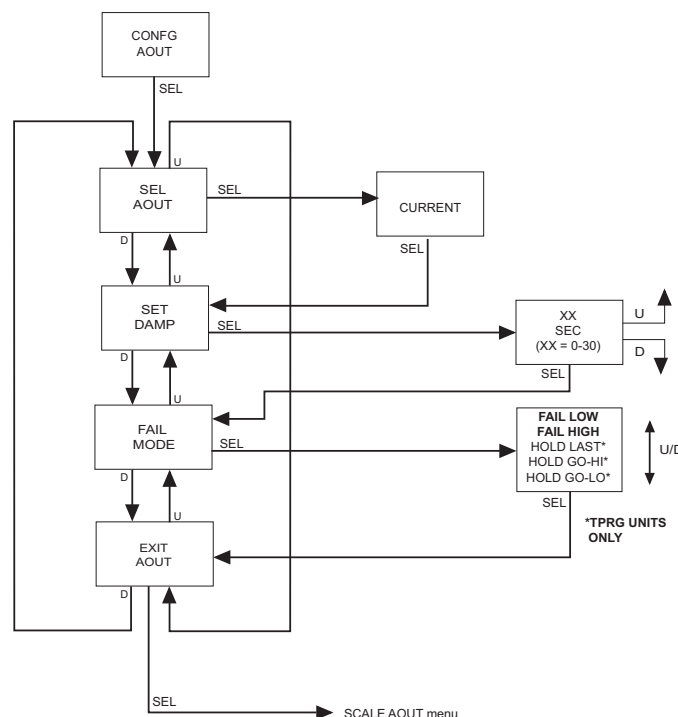 CONFG
AOUT
SEL
U
SEL
AOUT
SEL
CURRENT
D
SEL
U
SET
DAMP
SEL
XX
SEC
(XX = 0-30)
U
D
D
SEL
U
FAIL
MODE
SEL
FAIL LOW
FAIL HIGH
HOLD LAST*
HOLD GO-HI*
HOLD GO-LO*
U/D
D
SEL
U
*TPRG UNITS
ONLY
EXIT
AOUT
D
SEL
SCALE AOUT menu